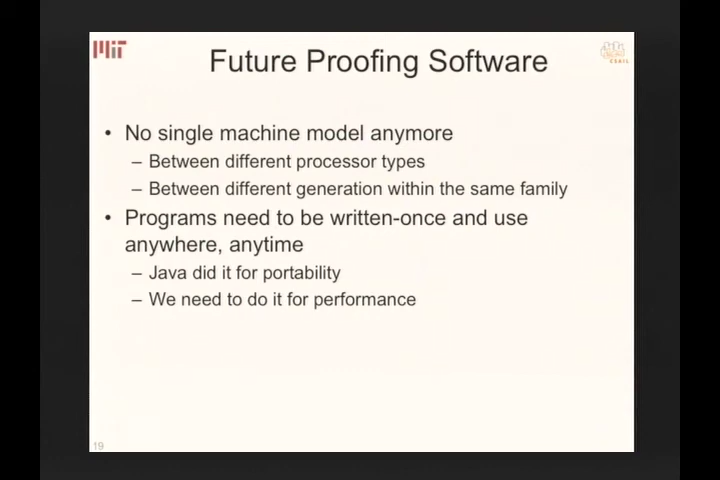 MIT
Future Proofing Software
CSAIL
• No single machine model anymore
– Between different processor types
– Between different generation within the same family
• Programs need to be written-once and use
anywhere, anytime
– Java did it for portability
– We need to do it for performance
19